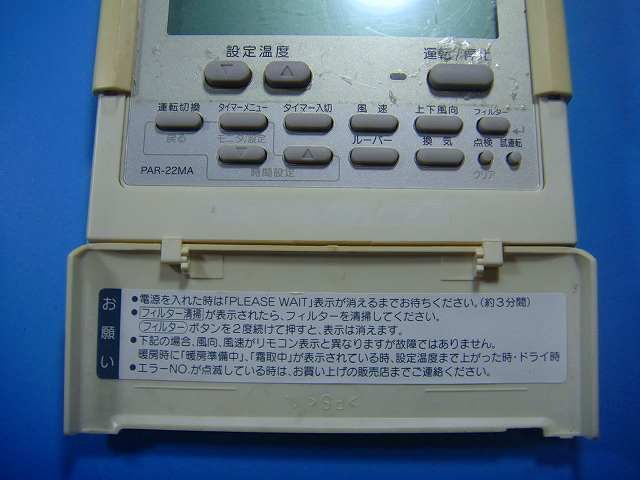 設定温度
運転/停止
▽
△
運転切換
タイマーメニュー
タイマー入切
風速
上下風向
フィルター
戻る
モニタ/設定
ルーバー
換気
点検
試運転
▽
△
クリア
PAR-22MA
時間設定
お願い
●電源を入れた時は「PLEASE WAIT」表示が消えるまでお待ちください。(約3分間)
●フィルター清掃が表示されたら、フィルターを清掃してください。
フィルターボタンを2度続けて押すと、表示は消えます。
●下記の場合、風向、風速がリモコン表示と異なりますが故障ではありません。
暖房時に「暖房準備中」、「霜取中」が表示されている時、設定温度まで上がった時・ドライ時
●エラーNO.が点滅している時は、お買い上げの販売店までご連絡ください。
>PS<